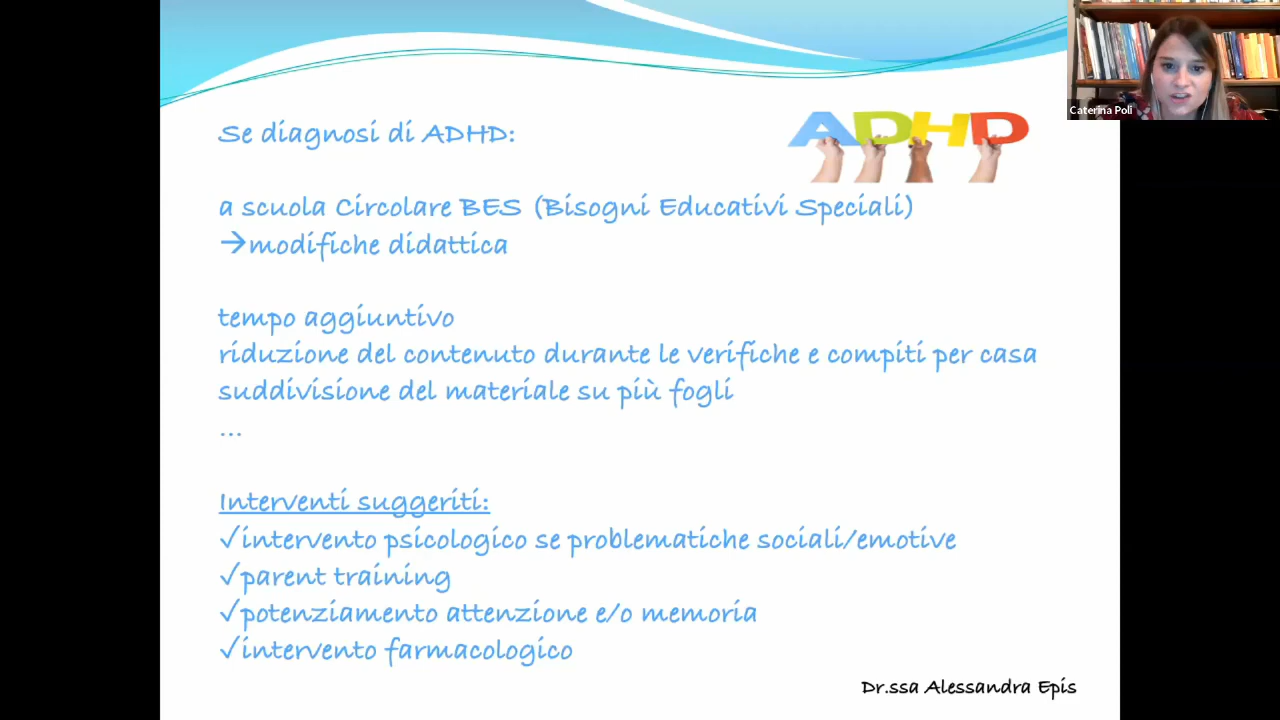 Caterina Poli
ADHD
Se diagnosi di ADHD:
a scuola Circolare BES (Bisogni Educativi Speciali)
→modifiche didattica
tempo aggiuntivo
riduzione del contenuto durante le verifiche e compiti per casa
suddivisione del materiale su più fogli
...
Interventi suggeriti:
✓intervento psicologico se problematiche sociali/emotive
✓parent training
✓potenziamento attenzione e/o memoria
✓intervento farmacologico
Dr.ssa Alessandra Epis